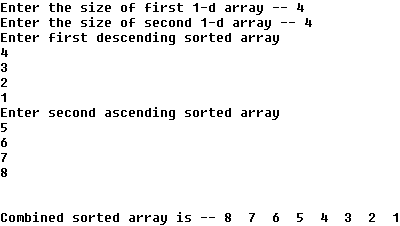 Enter the size of first 1-d array -- 4
Enter the size of second 1-d array -- 4
Enter first descending sorted array
4
3
2
1
Enter second ascending sorted array
5
6
7
8
Combined sorted array is -- 8  7  6  5  4  3  2  1